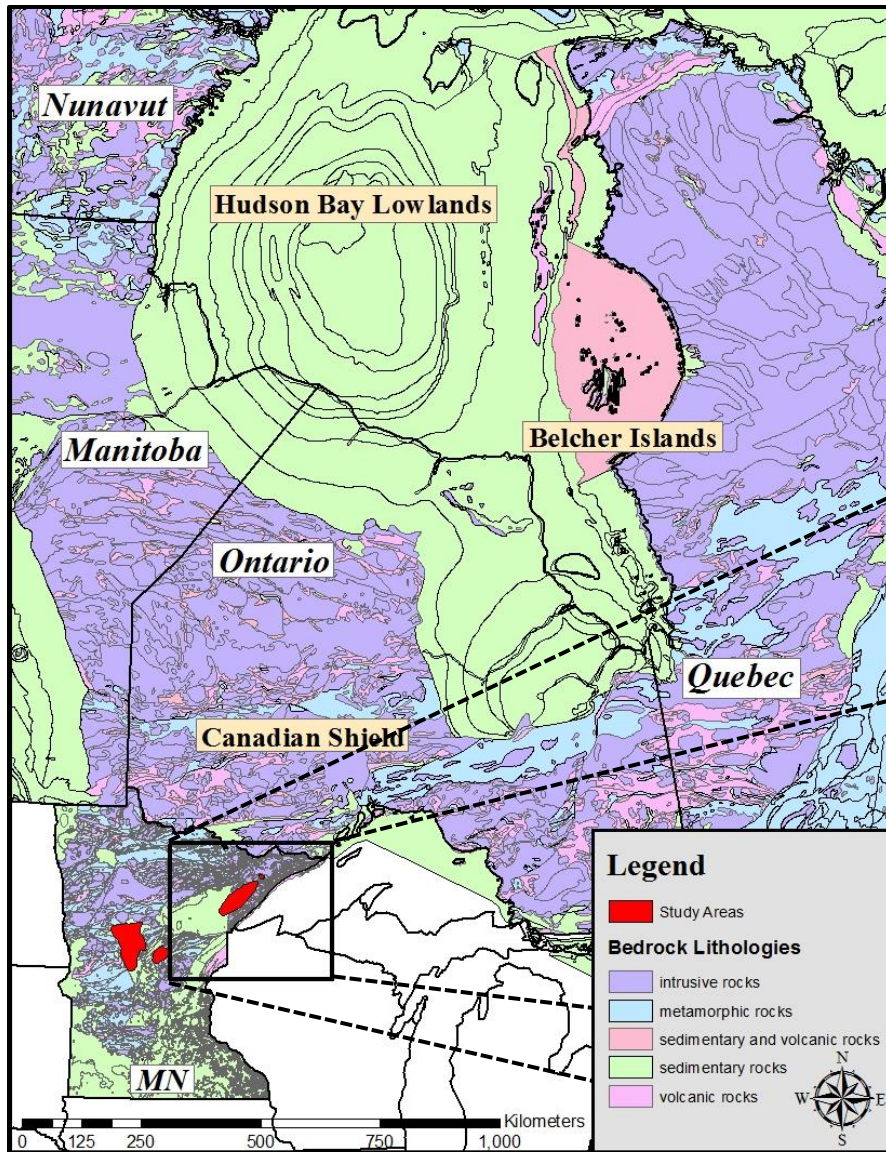 Nunavut
Hudson Bay Lowlands
Manitoba
Belcher Islands
Ontario
Quebec
Canadian Shield
MN
Kilometers
0 125 250 500 750 1,000
Legend
Study Areas
Bedrock Lithologies
intrusive rocks
metamorphic rocks
sedimentary and volcanic rocks
sedimentary rocks
volcanic rocks
N
W E
S